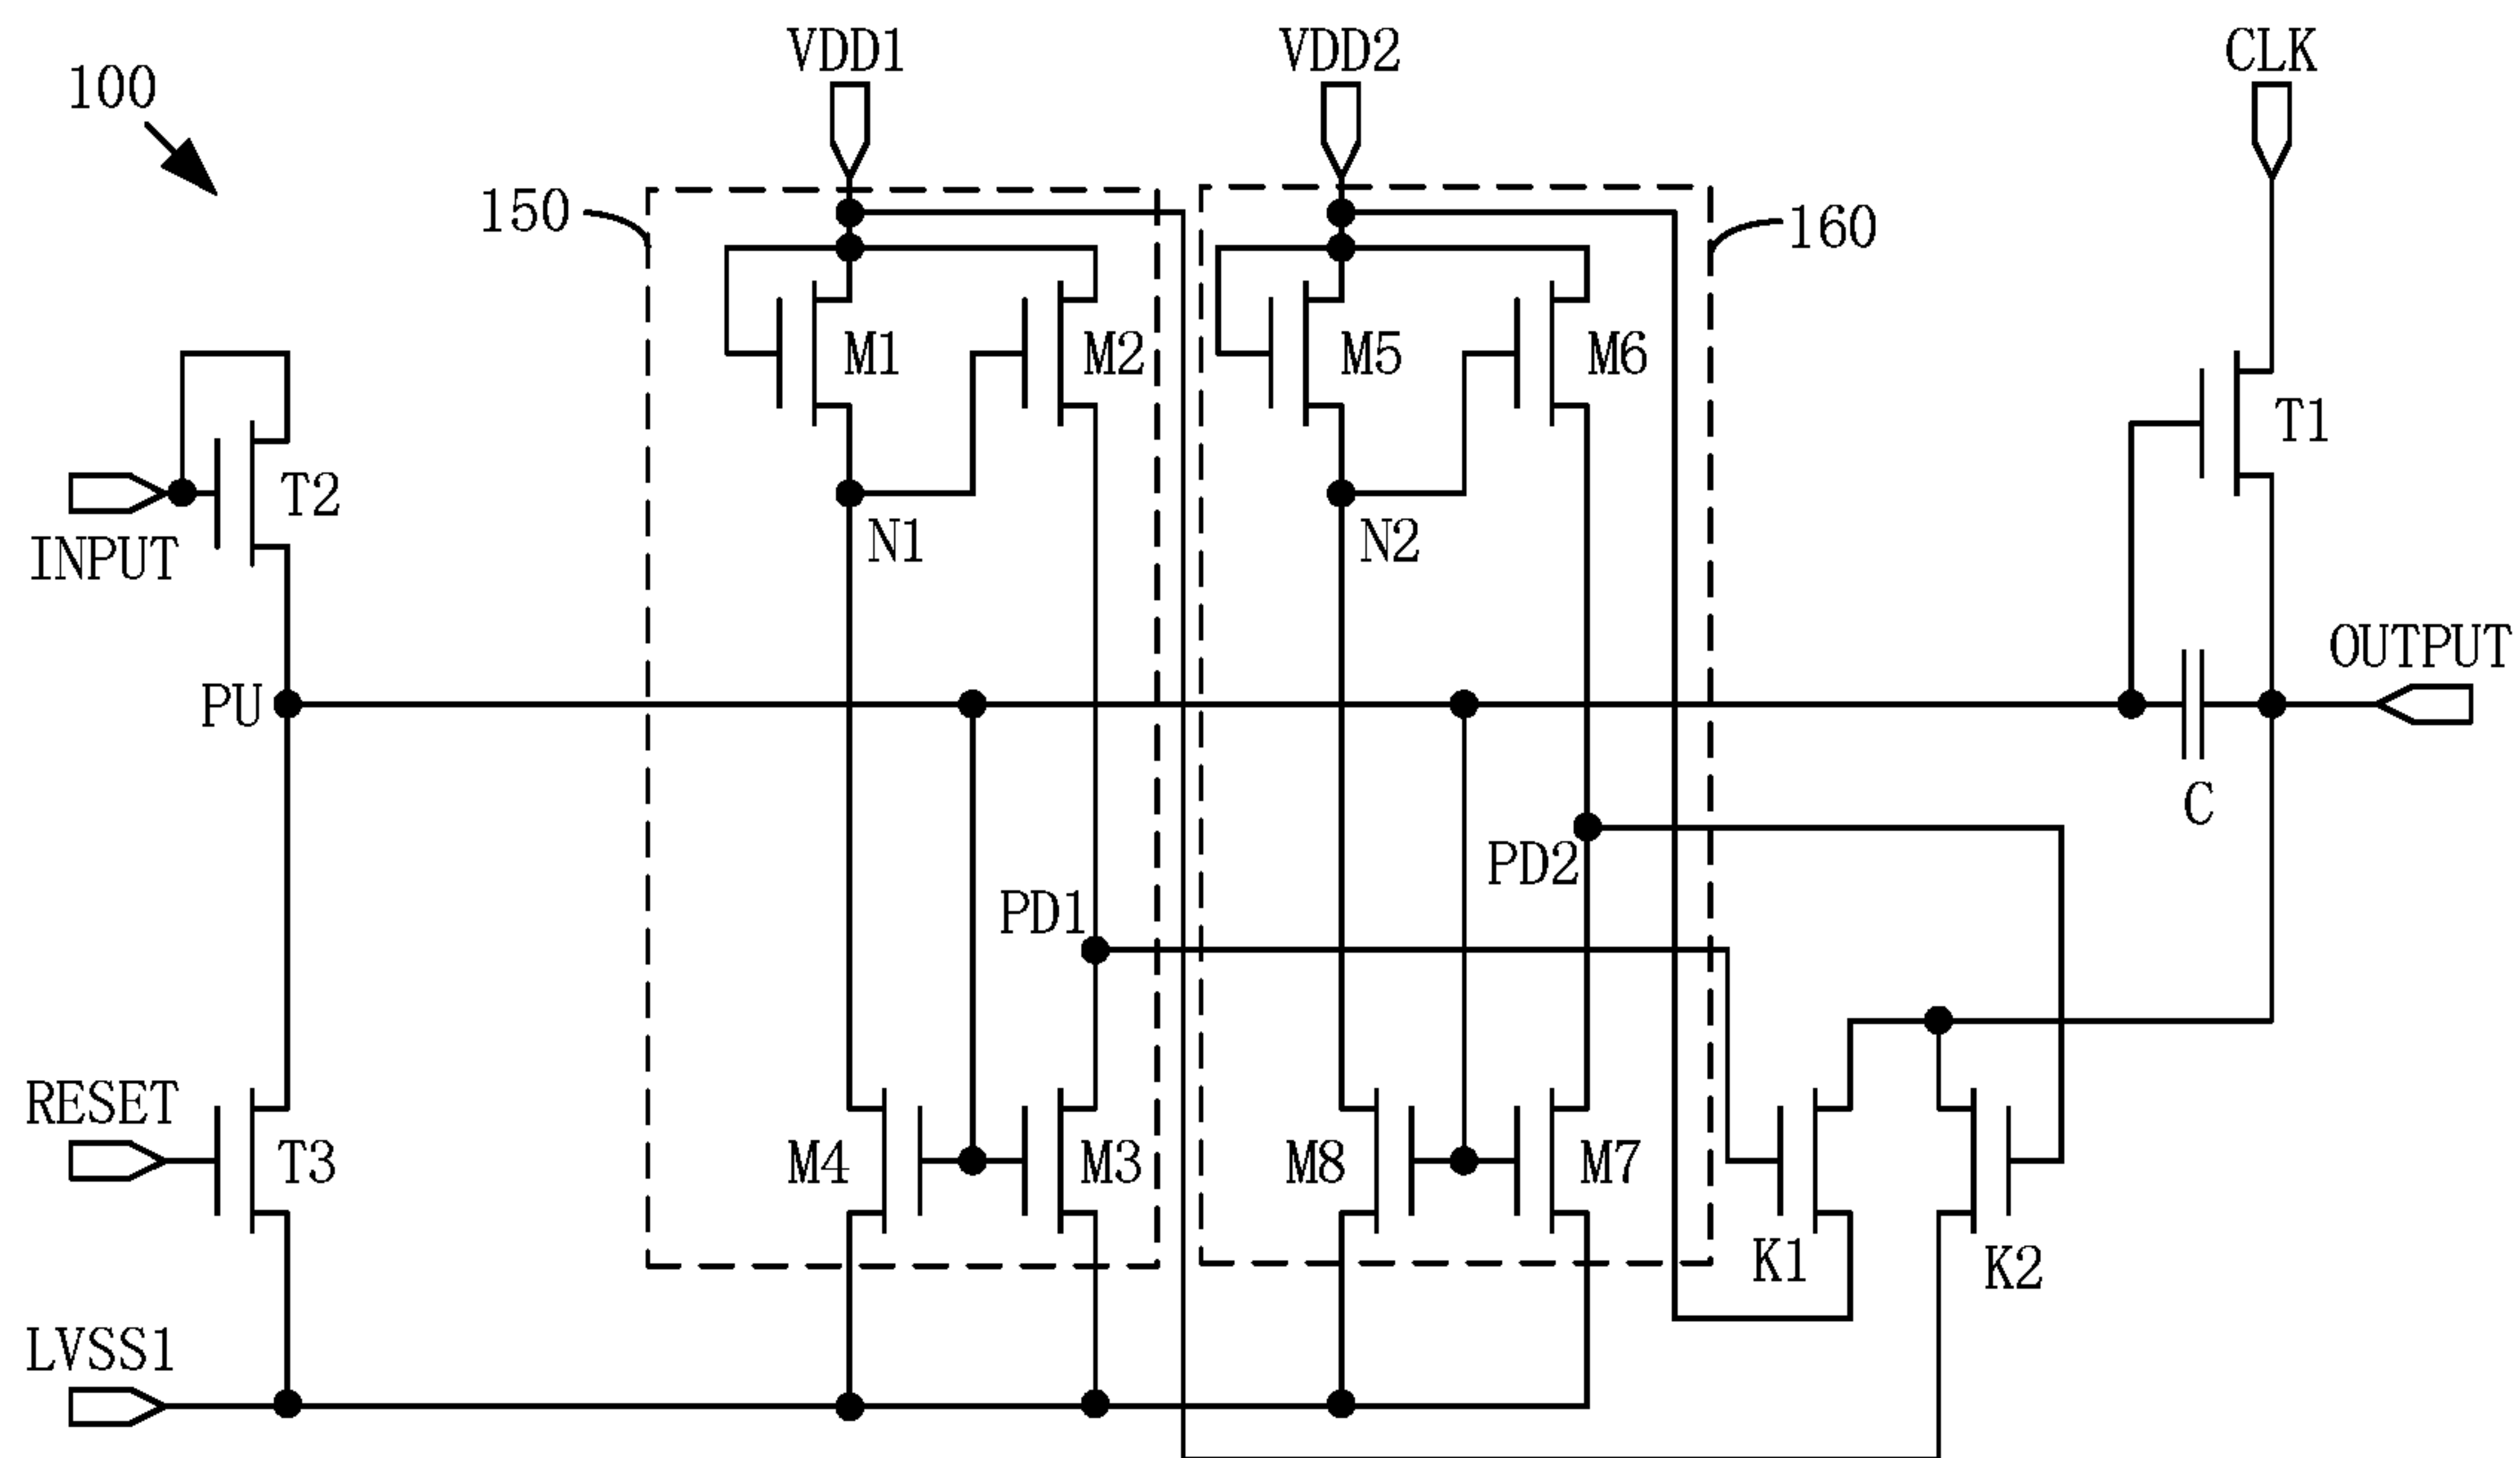 VDD1
VDD2
CLK
100
150
160
M1
M2
M5
M6
T1
T2
INPUT
N1
N2
OUTPUT
PU
C
PD2
PD1
RESET
T3
M4
M3
M8
M7
K1
K2
LVSS1